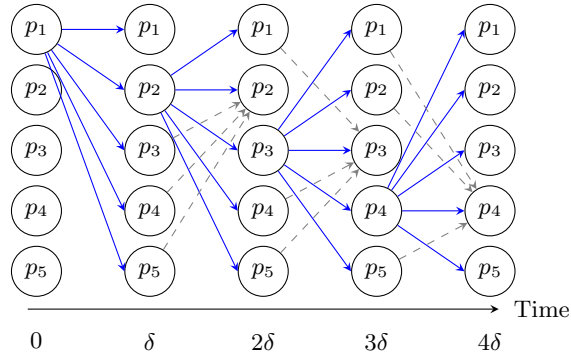 p₁ p₁ p₁ p₁ p₁
p₂ p₂ p₂ p₂ p₂
p₃ p₃ p₃ p₃ p₃
p₄ p₄ p₄ p₄ p₄
p₅ p₅ p₅ p₅ p₅
Time
0 δ 2δ 3δ 4δ